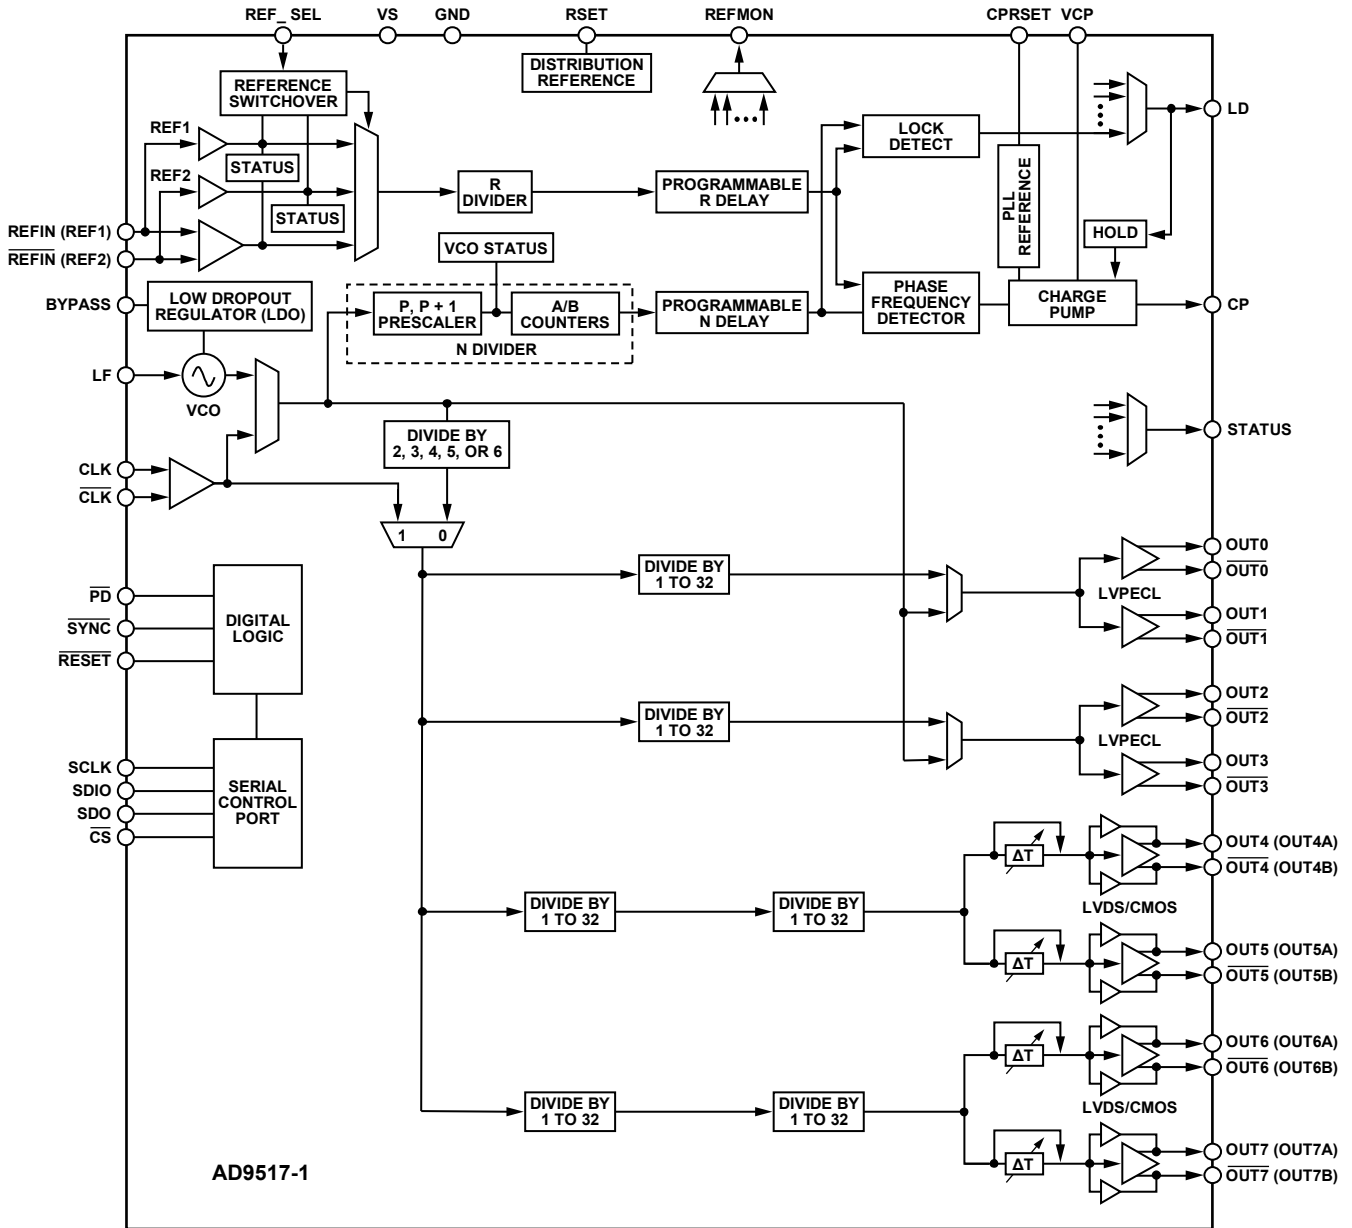 REF_ SEL VS GND RSET REFMON CPRSET VCP
DISTRIBUTION
REFERENCE
REFERENCE
SWITCHOVER
REF1
STATUS
REF2
STATUS
REFIN (REF1)
REFIN (REF2)
R
DIVIDER
PROGRAMMABLE
R DELAY
LOCK
DETECT
LD
PLL
REFERENCE
HOLD
VCO STATUS
BYPASS
LOW DROPOUT
REGULATOR (LDO)
P, P + 1
PRESCALER
A/B
COUNTERS
N DIVIDER
PROGRAMMABLE
N DELAY
PHASE
FREQUENCY
DETECTOR
CHARGE
PUMP
CP
LF
VCO
STATUS
DIVIDE BY
2, 3, 4, 5, OR 6
CLK
CLK
1 0
DIVIDE BY
1 TO 32
LVPECL
OUT0
OUT0
OUT1
OUT1
PD
SYNC
RESET
DIGITAL
LOGIC
DIVIDE BY
1 TO 32
LVPECL
OUT2
OUT2
OUT3
OUT3
SCLK
SDIO
SDO
CS
SERIAL
CONTROL
PORT
DIVIDE BY
1 TO 32
DIVIDE BY
1 TO 32
ΔT
OUT4 (OUT4A)
OUT4 (OUT4B)
LVDS/CMOS
ΔT
OUT5 (OUT5A)
OUT5 (OUT5B)
DIVIDE BY
1 TO 32
DIVIDE BY
1 TO 32
ΔT
OUT6 (OUT6A)
OUT6 (OUT6B)
LVDS/CMOS
ΔT
OUT7 (OUT7A)
OUT7 (OUT7B)
AD9517-1